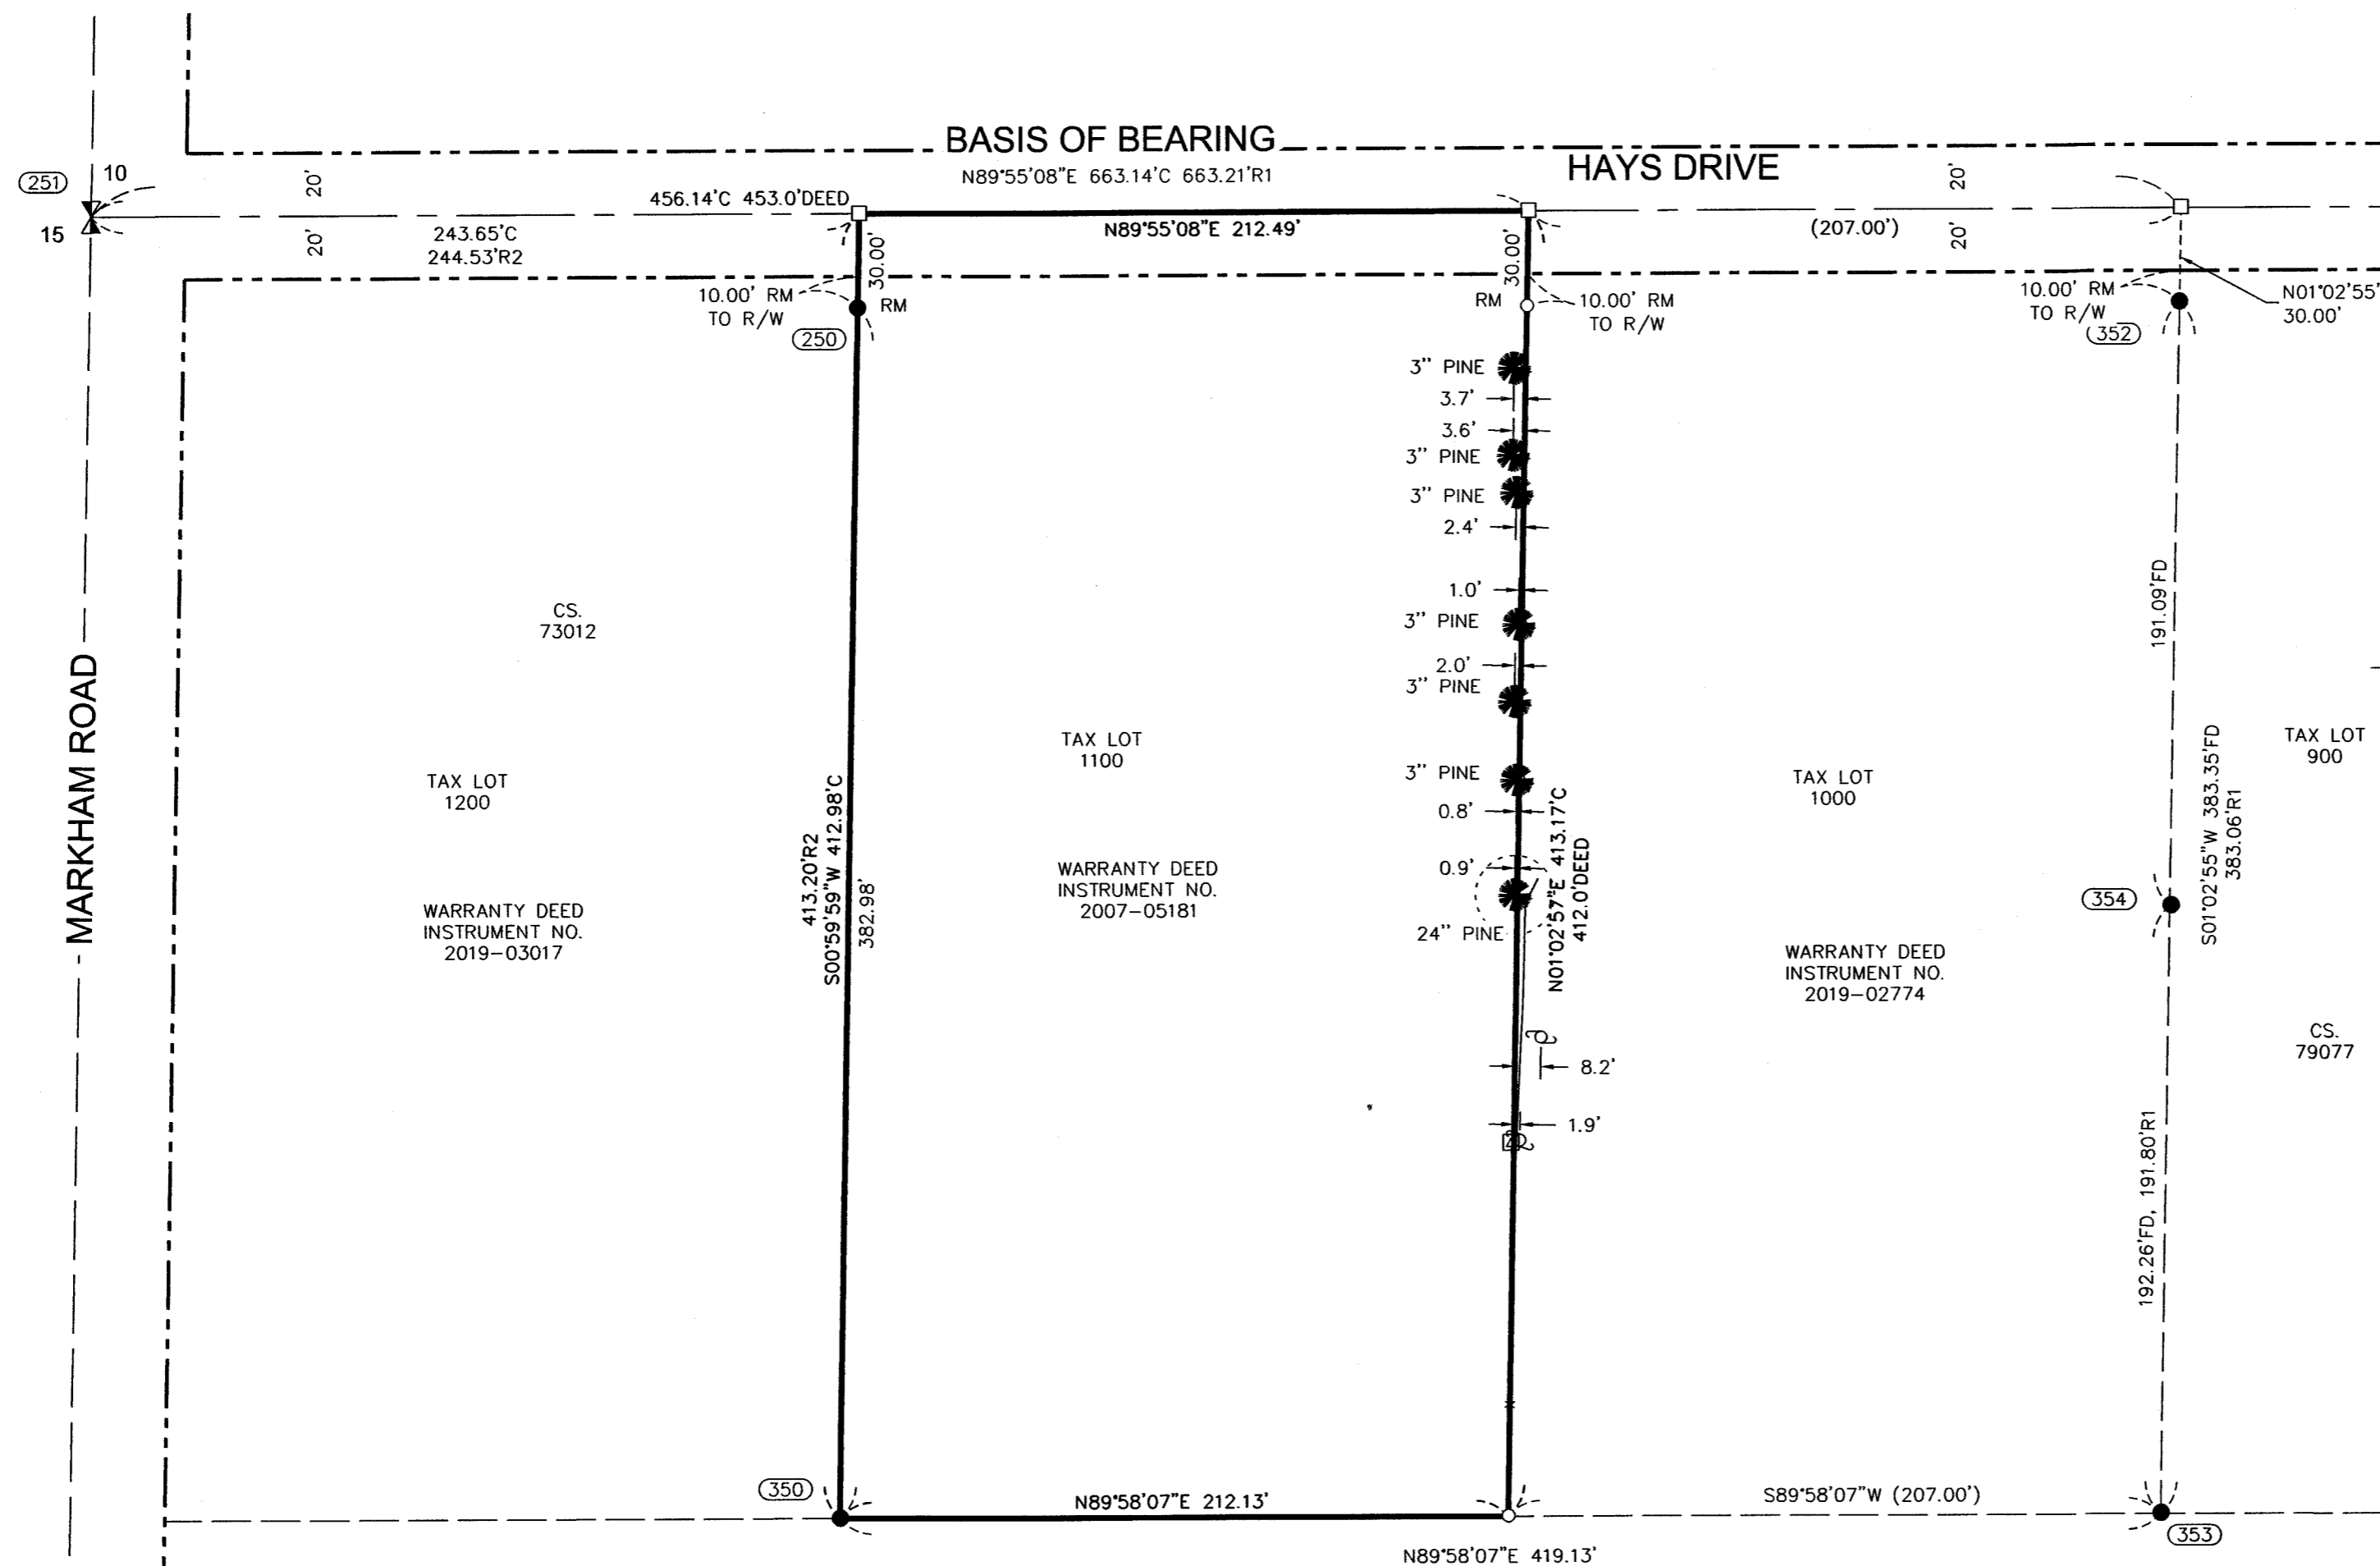 BASIS OF BEARING
N89°55'08"E 663.14'C 663.21'R1
HAYS DRIVE
251
10
15
20'
20'
456.14'C 453.0'DEED
243.65'C
244.53'R2
N89°55'08"E 212.49'
(207.00')
20'
20'
30.00'
30.00'
10.00' RM
TO R/W
RM
250
RM
10.00' RM
TO R/W
10.00' RM
TO R/W
352
N01°02'55"
30.00'
3" PINE
3.7'
3.6'
3" PINE
3" PINE
2.4'
1.0'
3" PINE
2.0'
3" PINE
3" PINE
0.8'
0.9'
24" PINE
8.2'
1.9'
MARKHAM ROAD
CS.
73012
TAX LOT
1200
WARRANTY DEED
INSTRUMENT NO.
2019-03017
413.20'R2
S00°59'59"W 412.98'C
382.98'
TAX LOT
1100
WARRANTY DEED
INSTRUMENT NO.
2007-05181
N01°02'57"E 413.17'C
412.0'DEED
TAX LOT
1000
WARRANTY DEED
INSTRUMENT NO.
2019-02774
191.09'FD
S01°02'55"W 383.35'FD
383.06'R1
354
192.26'FD, 191.80'R1
TAX LOT
900
CS.
79077
350
N89°58'07"E 212.13'
S89°58'07"W (207.00')
353
N89°58'07"E 419.13'